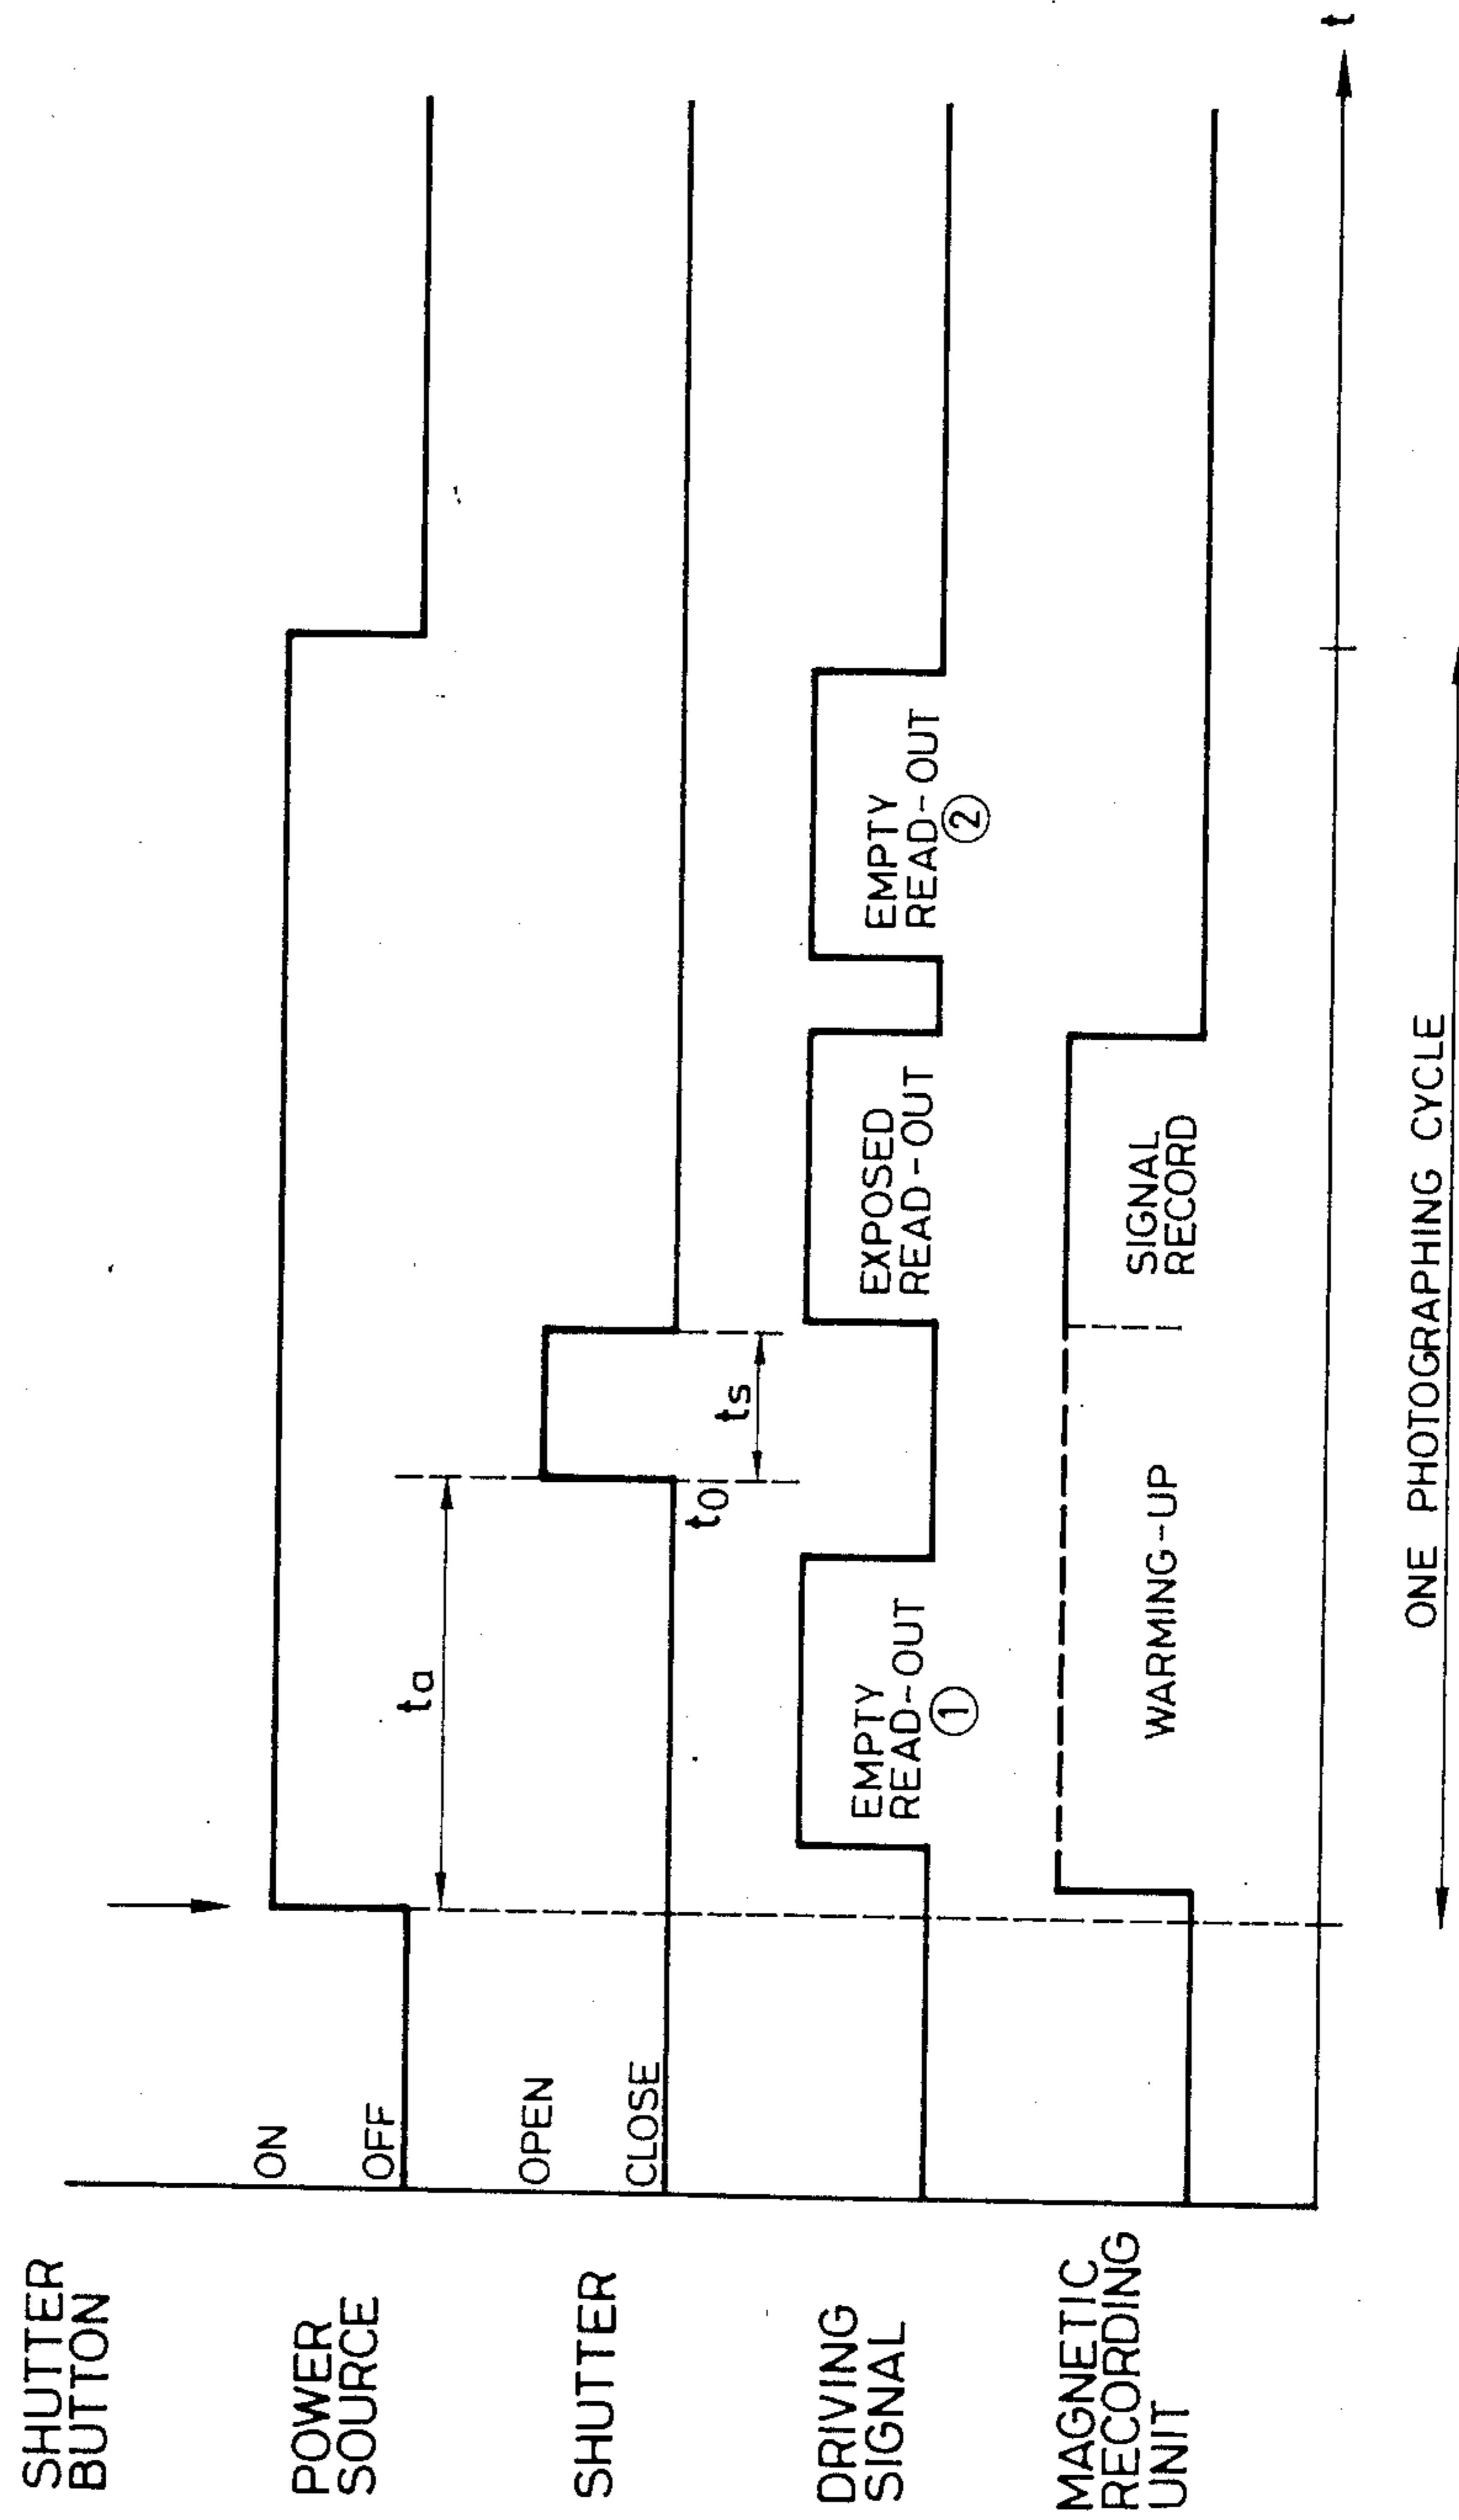 SHUTTER
BUTTON
POWER
SOURCE
ON
OFF
ta
SHUTTER
OPEN
CLOSE
t0
ts
DRIVING
SIGNAL
EMPTY
READ-OUT
①
EXPOSED
READ-OUT
EMPTY
READ-OUT
②
MAGNETIC
RECORDING
UNIT
WARMING-UP
SIGNAL
RECORD
t
ONE PHOTOGRAPHING CYCLE